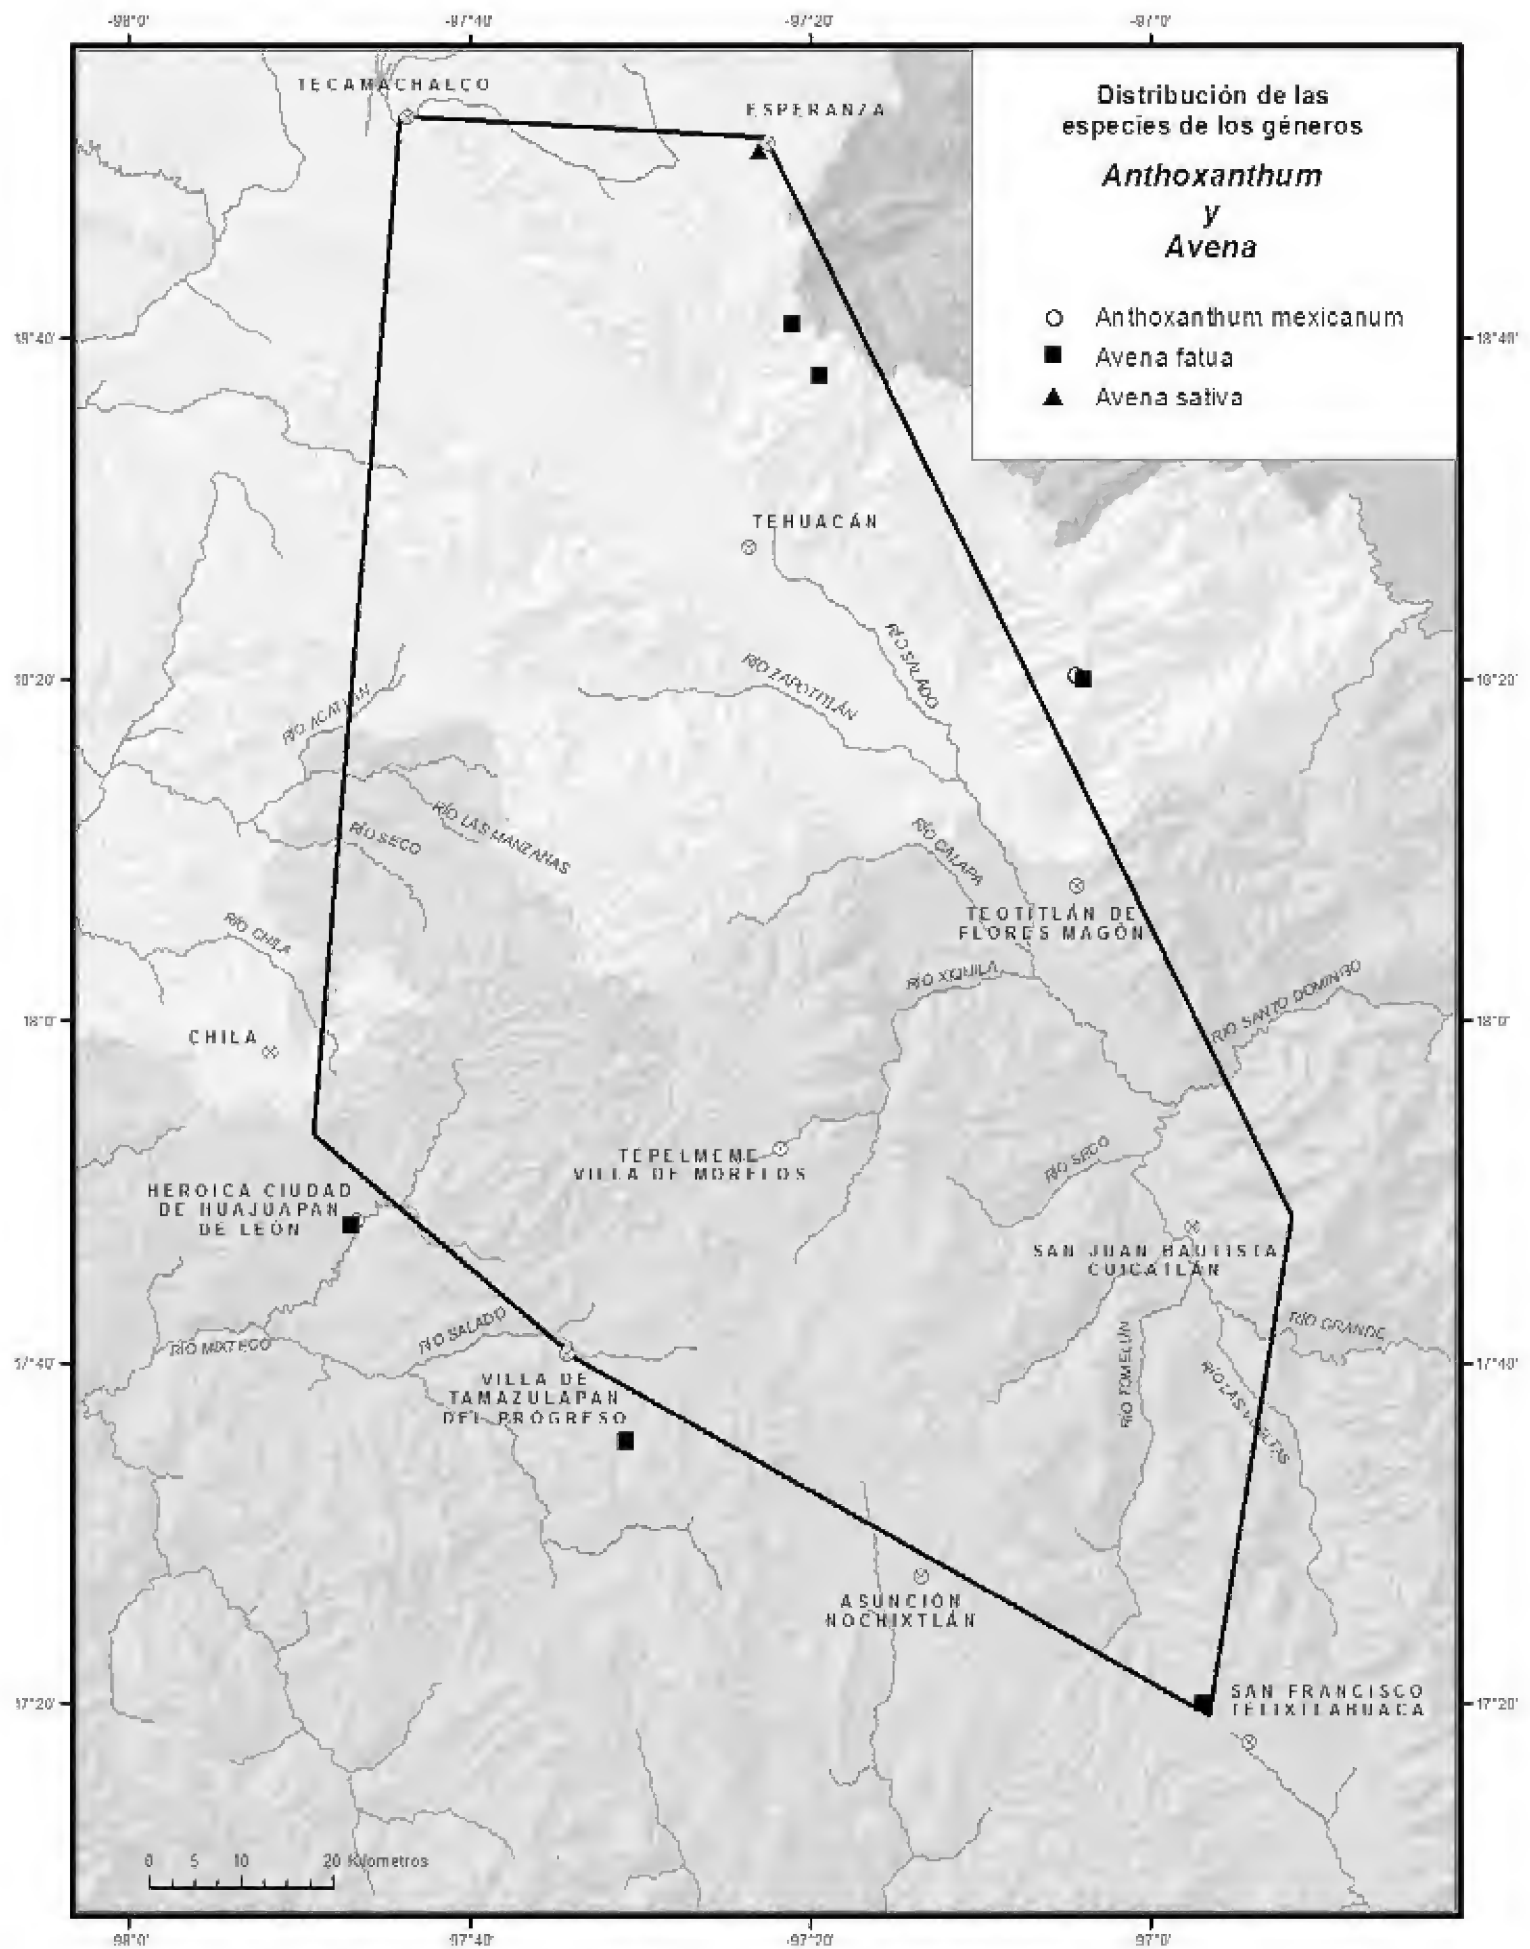 -98°0'
-97°40'
-97°20'
-97°0'
TECAMACHALCO
ESPERANZA
Distribución de las
especies de los géneros
Anthoxanthum
y
Avena
Anthoxanthum mexicanum
Avena fatua
Avena sativa
18°40'
18°40'
TEHUACÁN
RÍO SALADO
RÍO ZAPOTITLÁN
18°20'
18°20'
RÍO ACATLÁN
RÍO LAS MANZANAS
RÍO SECO
RÍO CALAPA
TEOTITLÁN DE
FLORES MAGÓN
RÍO CHILA
RÍO XIQUILA
RÍO SANTO DOMINGO
18°0'
18°0'
CHILA
TEPELMEME
VILLA DE MORELOS
RÍO SECO
HEROICA CIUDAD
DE HUAJUAPAN
DE LEÓN
SAN JUAN BAUTISTA
CUICATLÁN
RÍO SALADO
RÍO MIXTECO
RÍO GRANDE
17°40'
17°40'
VILLA DE
TAMAZULAPAN
DEL PROGRESO
RÍO TOMELLÍN
RÍO LAS VUELTAS
ASUNCIÓN
NOCHIXTLÁN
17°20'
17°20'
SAN FRANCISCO
TELIXTLAHUACA
0 5 10 20 Kilometros
-98°0'
-97°40'
-97°20'
-97°0'